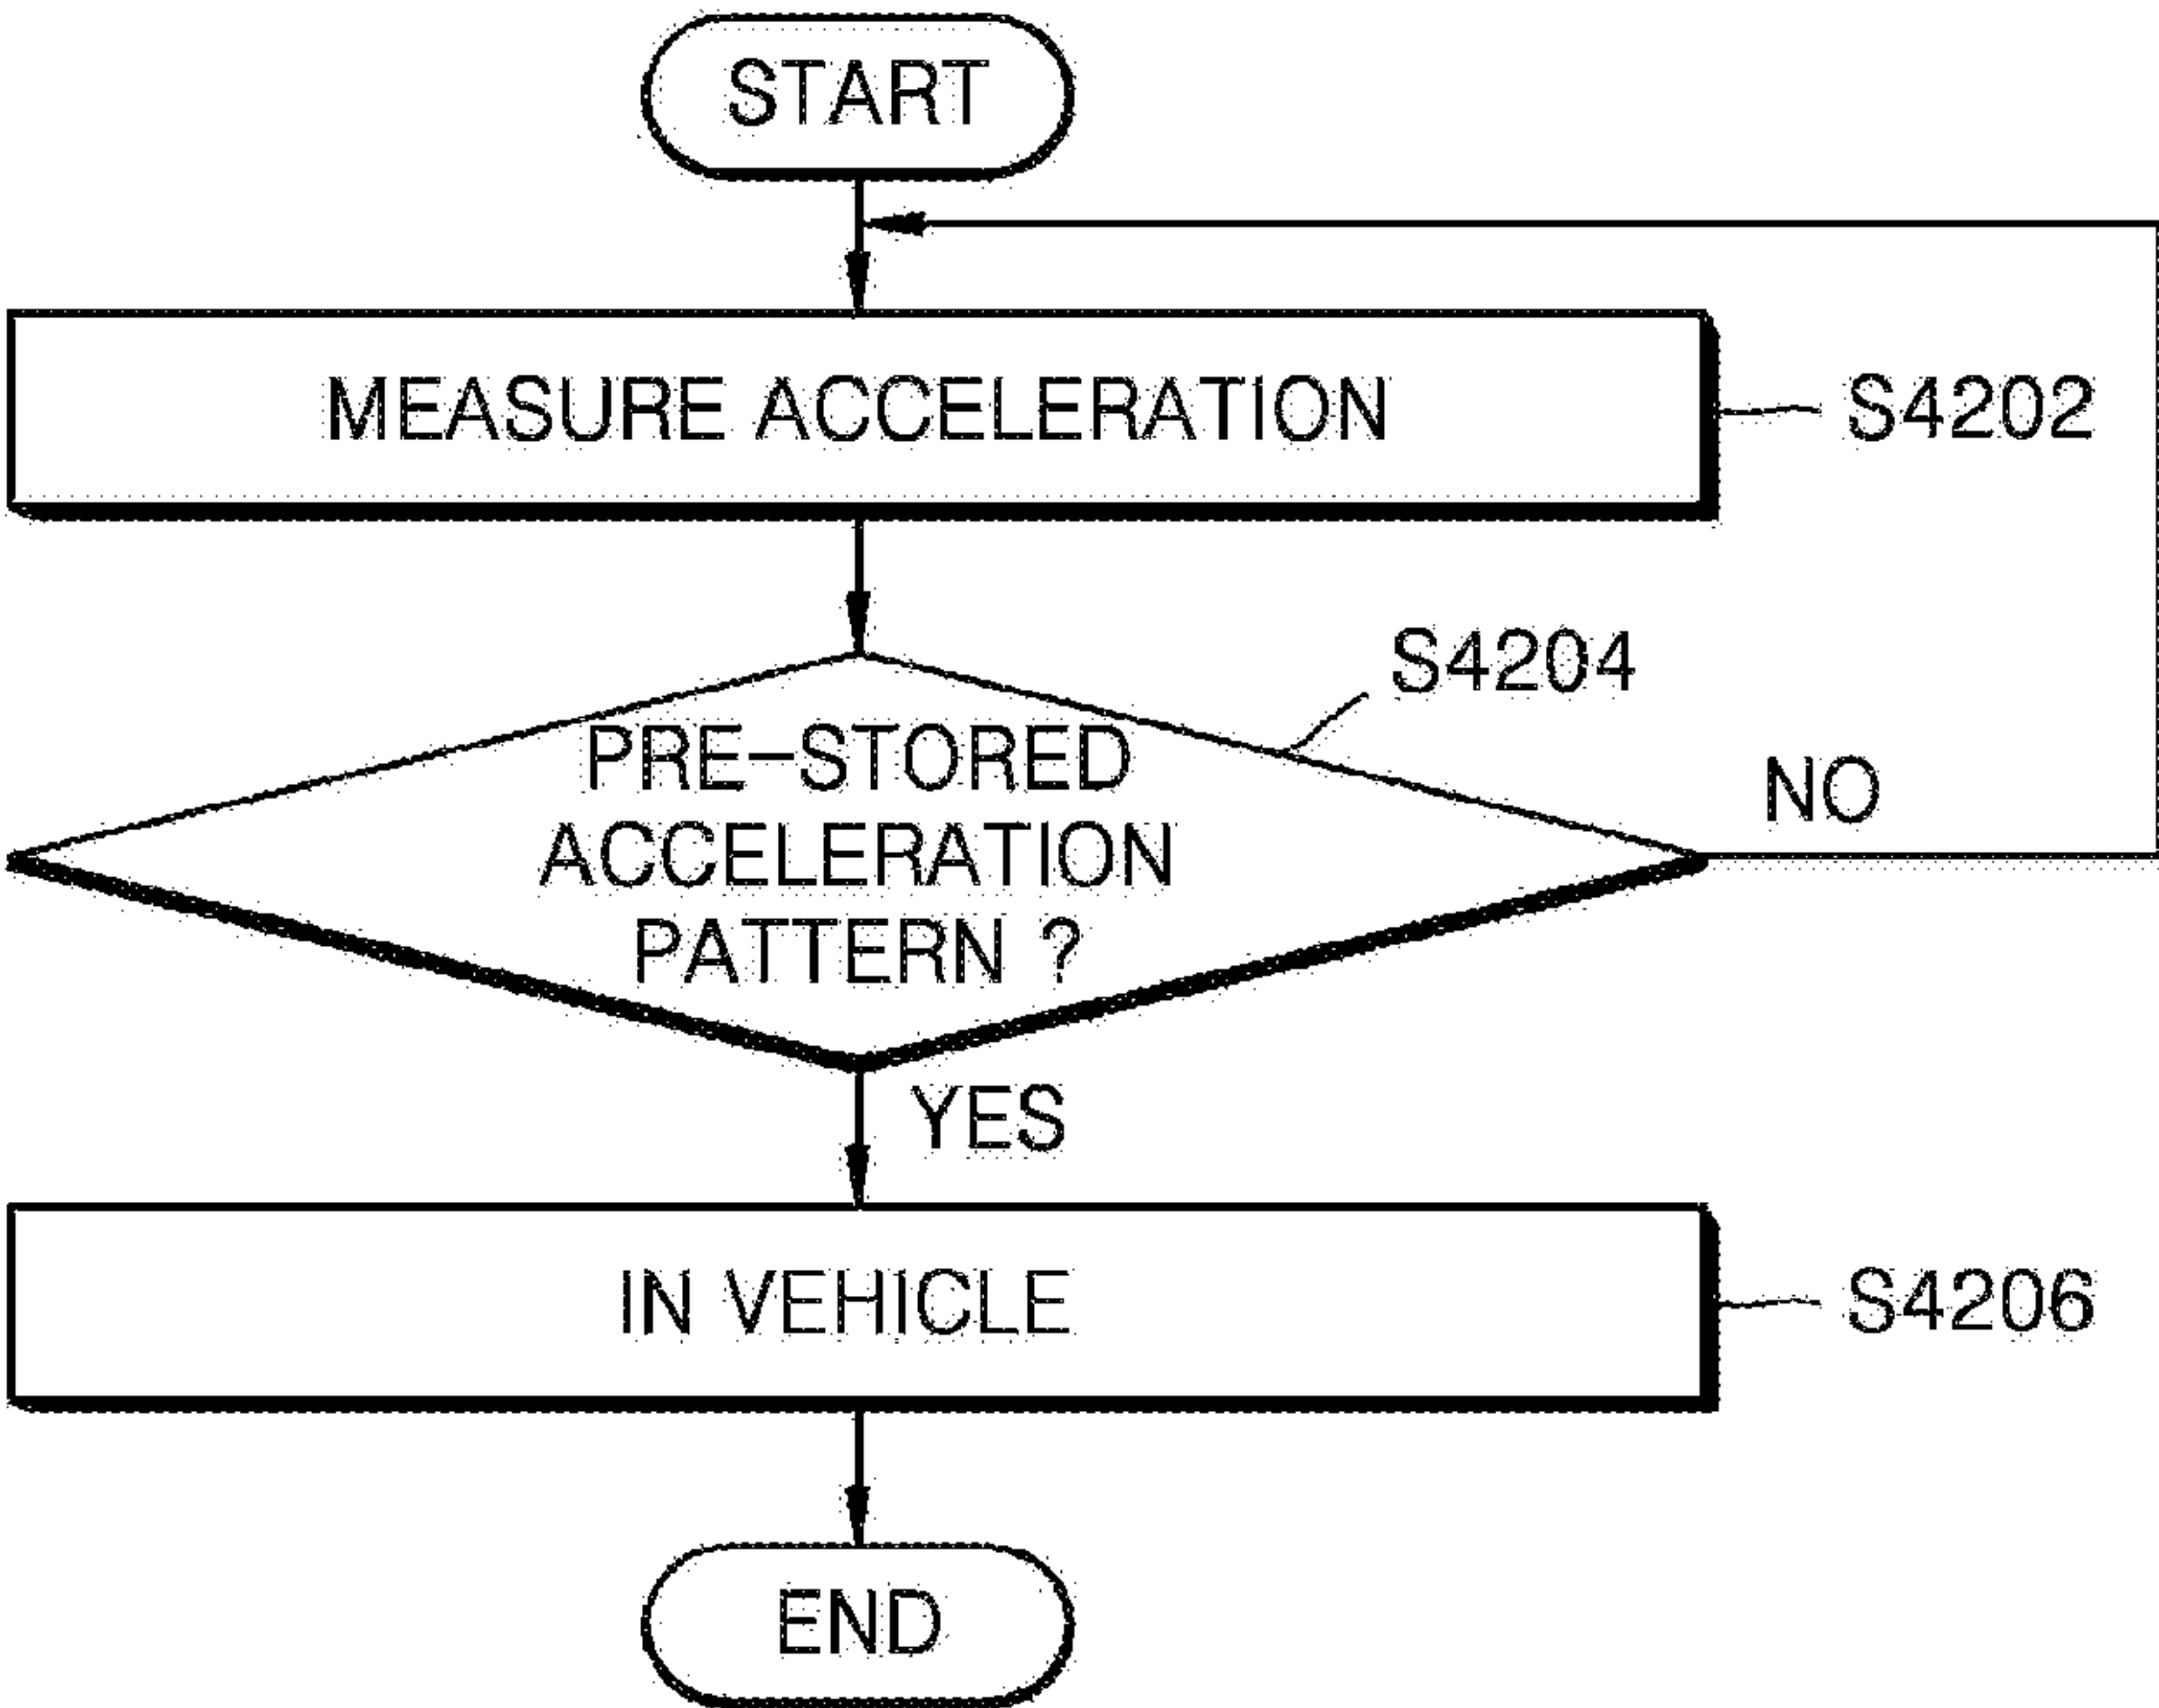 START
MEASURE ACCELERATION
S4202
S4204
PRE-STORED
ACCELERATION
PATTERN ?
NO
YES
IN VEHICLE
S4206
END